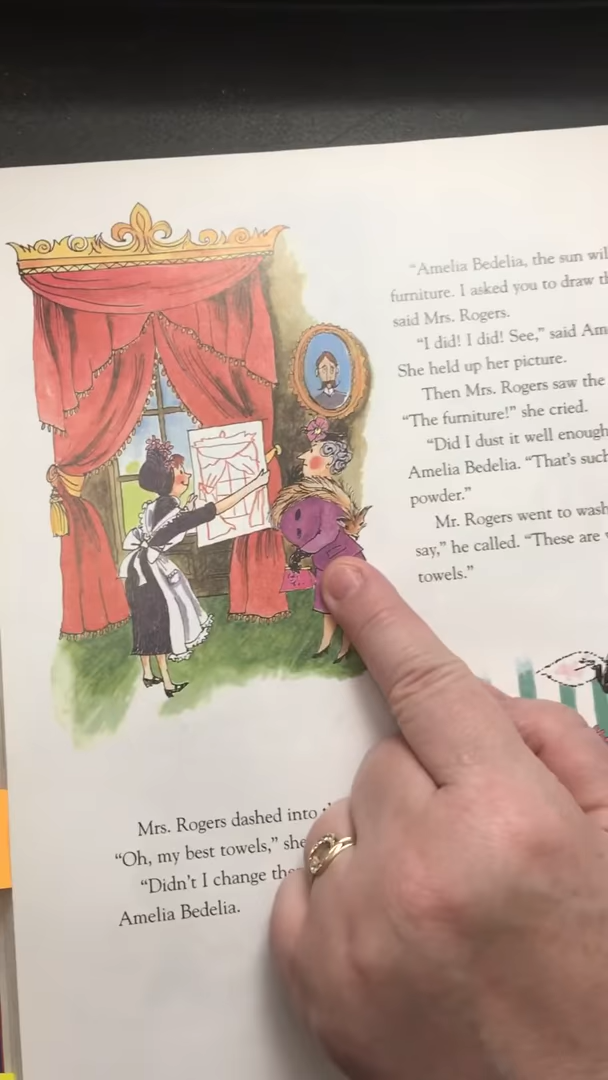 "Amelia Bedelia, the sun wil
furniture. I asked you to draw th
said Mrs. Rogers.
"I did! I did! See," said Am
She held up her picture.
Then Mrs. Rogers saw the
"The furniture!" she cried.
"Did I dust it well enough
Amelia Bedelia. "That's such
powder."
Mr. Rogers went to wash
say," he called. "These are
towels."
Mrs. Rogers dashed into
"Oh, my best towels," she
"Didn't I change the
Amelia Bedelia.